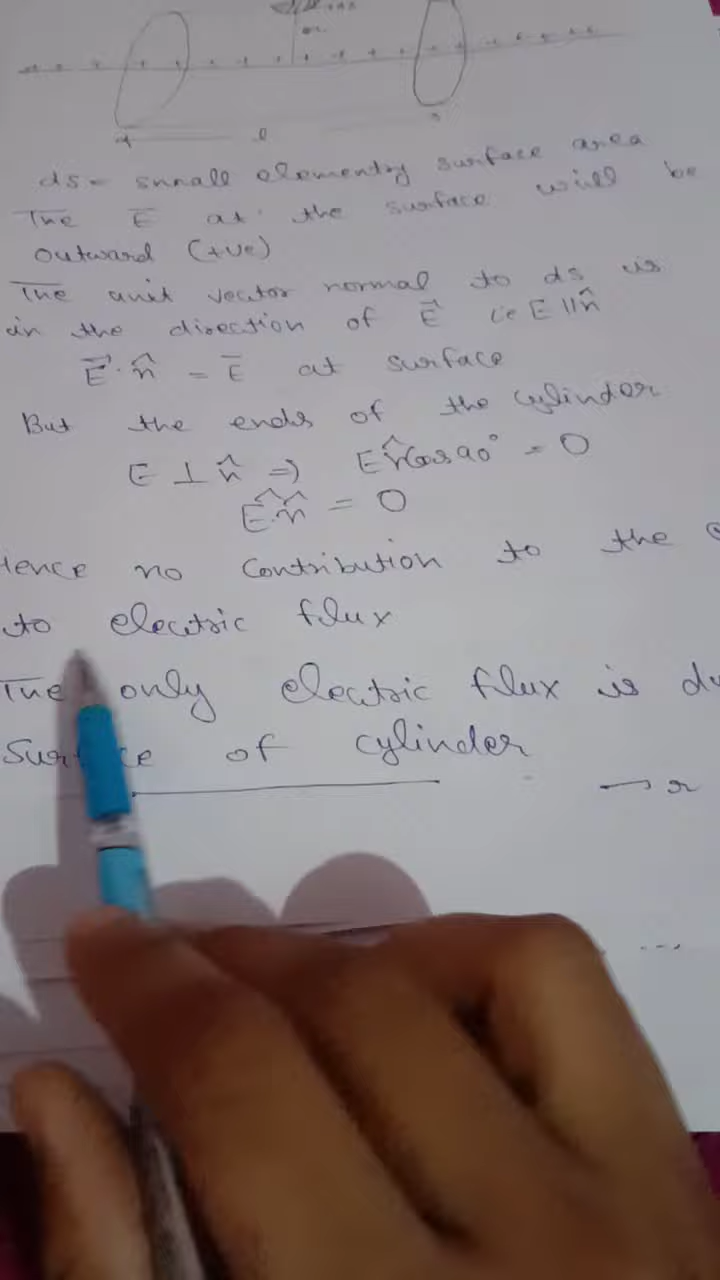 l
ds = small elementry surface area
The E̅ at the surface will be
outward (+ve)
The unit vector normal to ds is
in the direction of E⃗ i.e E || n̂
E⃗ · n̂ = E̅ at surface
But the ends of the cylinder
E ⊥ n̂ ⇒ E n̂ cos 90° = 0
Ê·n̂ = 0
Hence no contribution to the
to electric flux
The only electric flux is
of cylinder